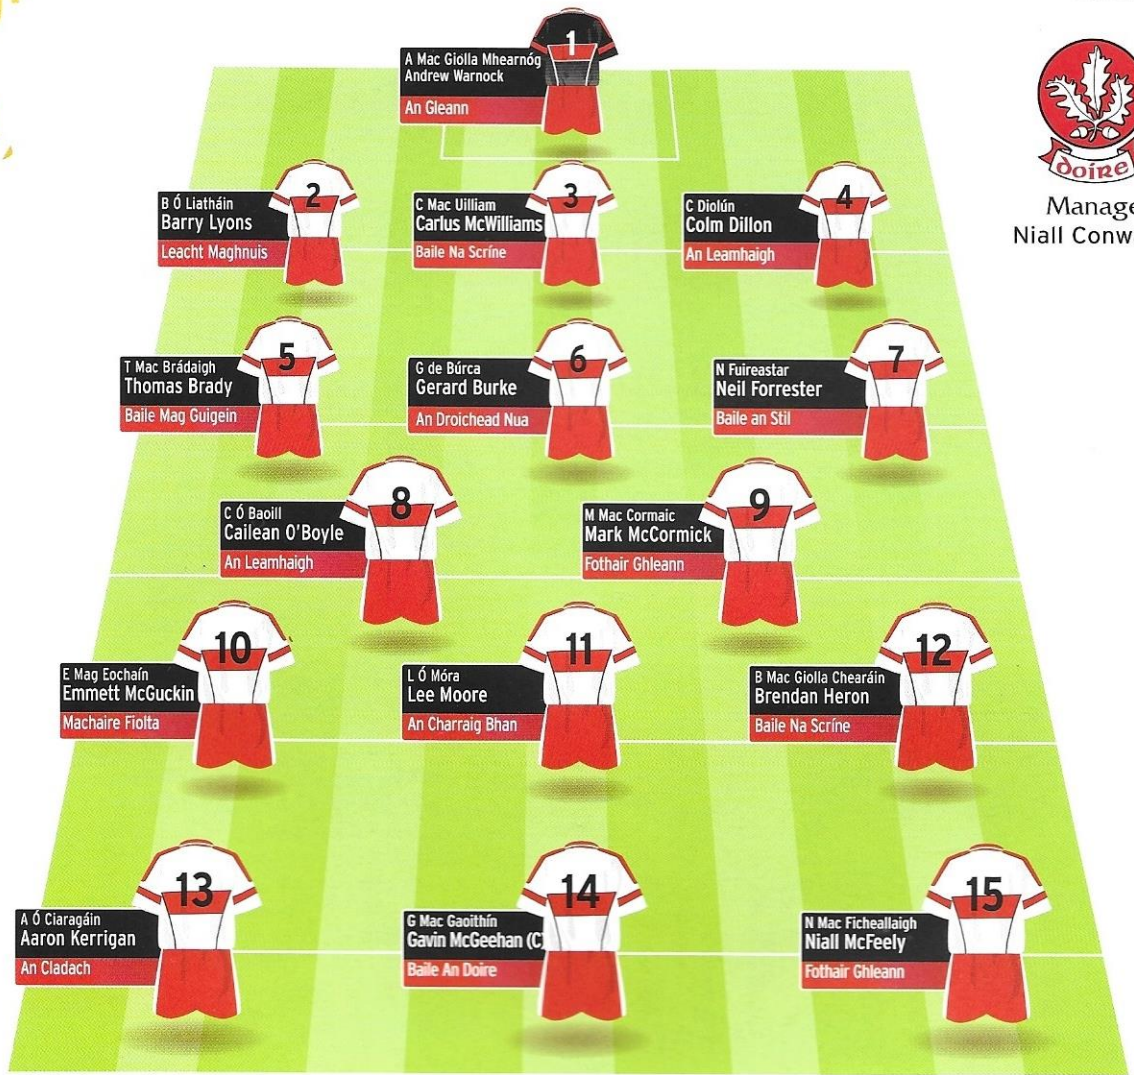 1
A Mac Giolla Mhearnóg
Andrew Warnock
An Gleann
doire
Niall
2
B Ó Liatháin
Barry Lyons
Leacht Maghnuis
3
C Mac Uilliam
Carlus McWilliams
Baile Na Scríne
4
C Diolún
Colm Dillon
An Leamhaigh
5
T Mac Brádaigh
Thomas Brady
Baile Mag Guigein
6
G de Búrca
Gerard Burke
An Droichead Nua
7
N Fuireastar
Neil Forrester
Baile an Stil
8
C Ó Baoill
Cailean O'Boyle
An Leamhaigh
9
M Mac Cormaic
Mark McCormick
Fothair Ghleann
10
E Mag Eochaín
Emmett McGuckin
Machaire Fiolta
11
L Ó Móra
Lee Moore
An Charraig Bhan
12
B Mac Giolla Chearáin
Brendan Heron
Baile Na Scríne
13
A Ó Ciaragáin
Aaron Kerrigan
An Cladach
14
G Mac Gaoithín
Gavin McGeehan (C
Baile An Doire
15
N Mac Ficheallaigh
Niall McFeely
Fothair Ghleann